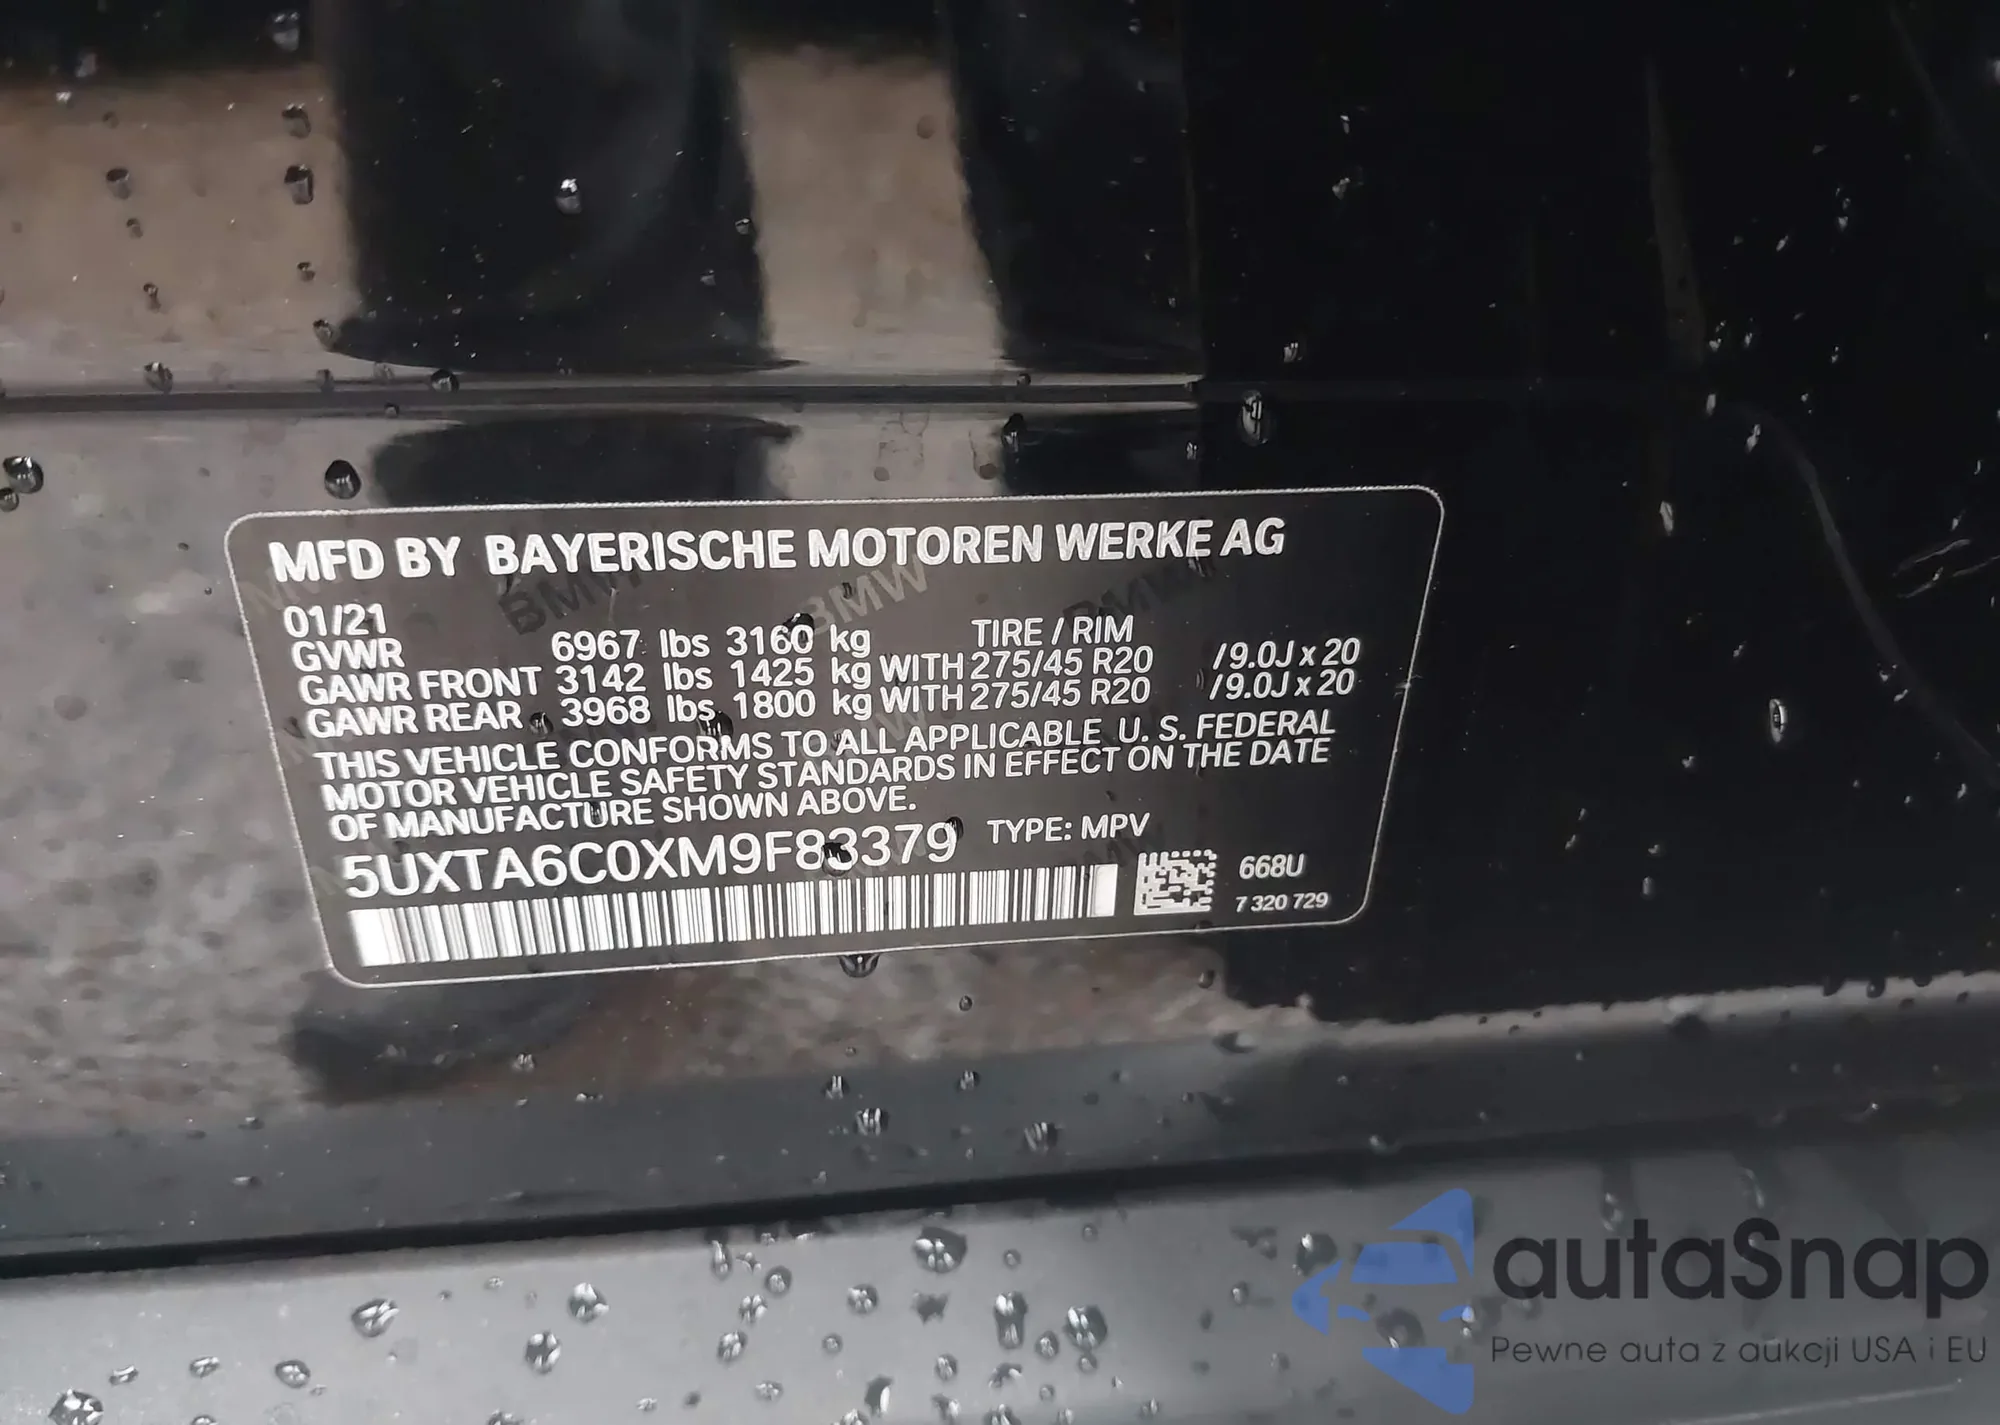 MFD BY BAYERISCHE MOTOREN WERKE AG
01/21
TIRE / RIM
GVWR 6967 lbs 3160 kg
GAWR FRONT 3142 lbs 1425 kg WITH 275/45 R20 /9.0J x 20
GAWR REAR 3968 lbs 1800 kg WITH 275/45 R20 /9.0J x 20
THIS VEHICLE CONFORMS TO ALL APPLICABLE U. S. FEDERAL
MOTOR VEHICLE SAFETY STANDARDS IN EFFECT ON THE DATE
OF MANUFACTURE SHOWN ABOVE.
5UXTA6C0XM9F83379 TYPE: MPV
668U
7 320 729
autaSnap
Pewne auta z aukcji USA i EU